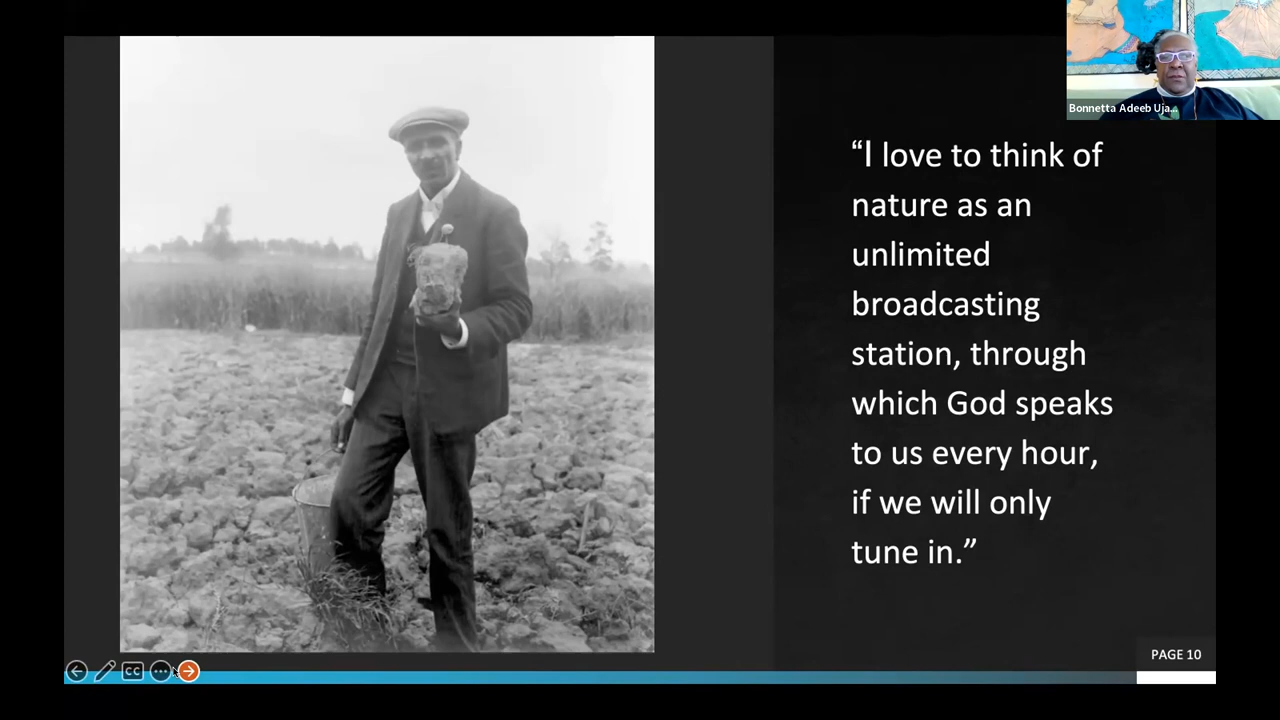 Bonnetta Adeeb Uja...
“I love to think of
nature as an
unlimited
broadcasting
station, through
which God speaks
to us every hour,
if we will only
tune in.”
PAGE 10
CC